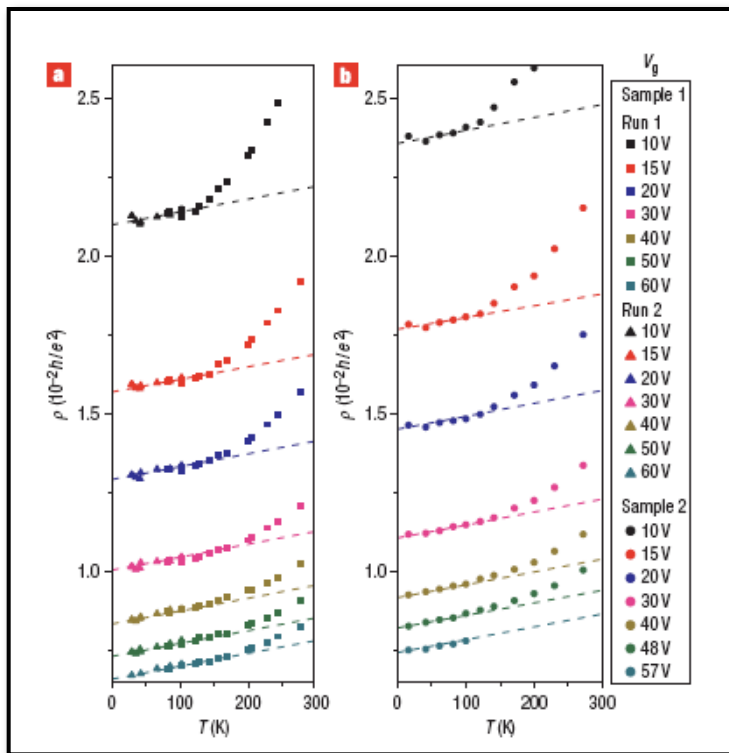 a
b
2.5
2.0
1.5
1.0
ρ (10⁻²h/e²)
0
100
200
300
T (K)
2.5
2.0
1.5
1.0
ρ (10⁻²h/e²)
0
100
200
300
T (K)
Vg
Sample 1
Run 1
10 V
15 V
20 V
30 V
40 V
50 V
60 V
Run 2
10 V
15 V
20 V
30 V
40 V
50 V
60 V
Sample 2
10 V
15 V
20 V
30 V
40 V
48 V
57 V